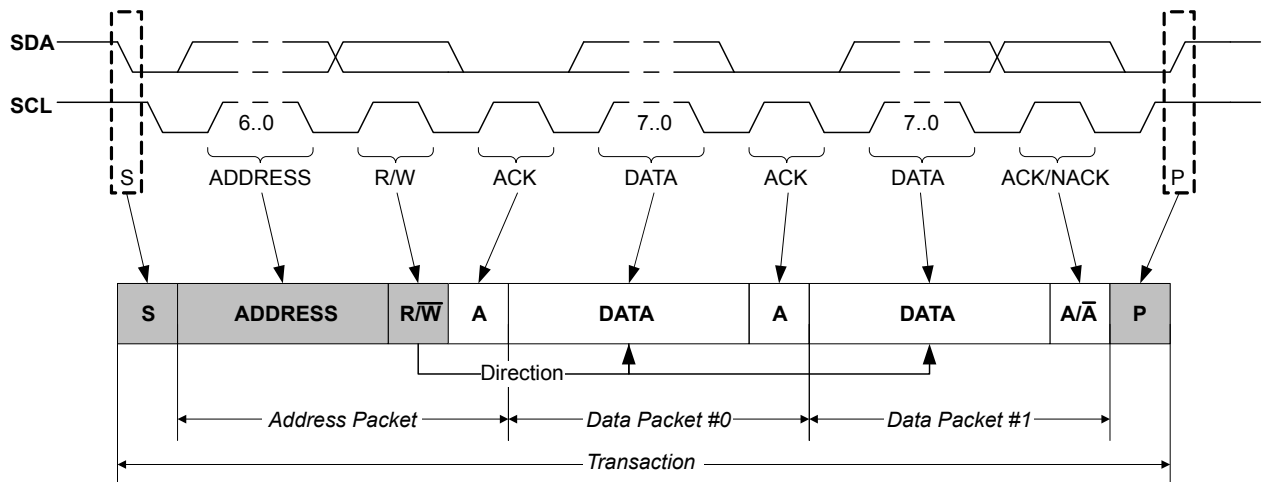 SDA
SCL
6..0 7..0 7..0
S ADDRESS R/W ACK DATA ACK DATA ACK/NACK P
S ADDRESS R/W̅ A DATA A DATA A/A̅ P
Direction
Address Packet Data Packet #0 Data Packet #1
Transaction